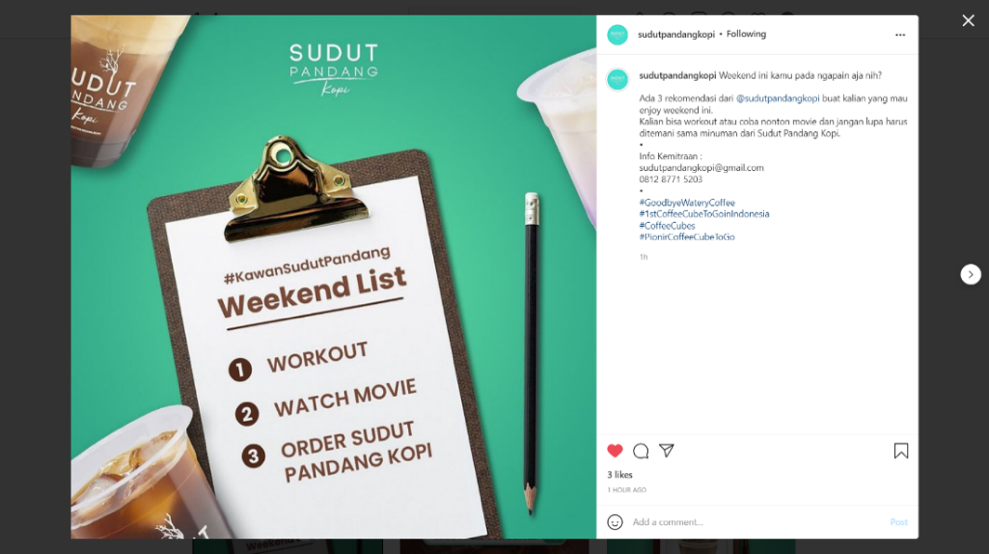 SUDUT
PANDANG
Kopi
UDUT
NDANG
Kopi
#KawanSudutPandang
Weekend List
1 WORKOUT
2 WATCH MOVIE
3 ORDER SUDUT
PANDANG KOPI
sudutpandangkopi • Following
sudutpandangkopi Weekend ini kamu pada ngapain aja nih?
Ada 3 rekomendasi dari @sudutpandangkopi buat kalian yang mau
enjoy weekend ini.
Kalian bisa workout atau coba nonton movie dan jangan lupa harus
ditemani sama minuman dari Sudut Pandang Kopi.
•
Info Kemitraan :
sudutpandangkopi@gmail.com
0812 8771 5203
•
#GoodbyeWateryCoffee
#1stCoffeeCubeToGoinIndonesia
#CoffeeCubes
#PionirCoffeeCubeToGo
1h
3 likes
1 HOUR AGO
Add a comment...
Post